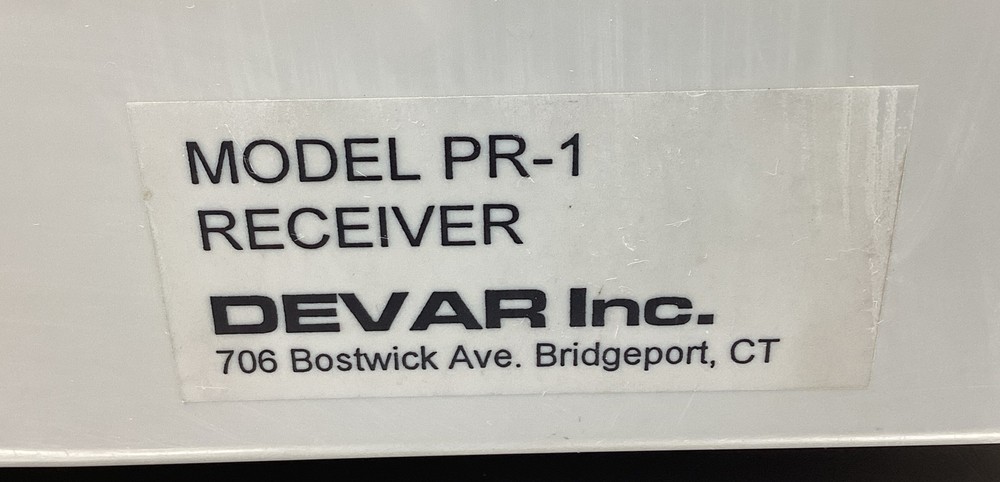 MODEL PR-1
RECEIVER
DEVAR Inc.
706 Bostwick Ave. Bridgeport, CT